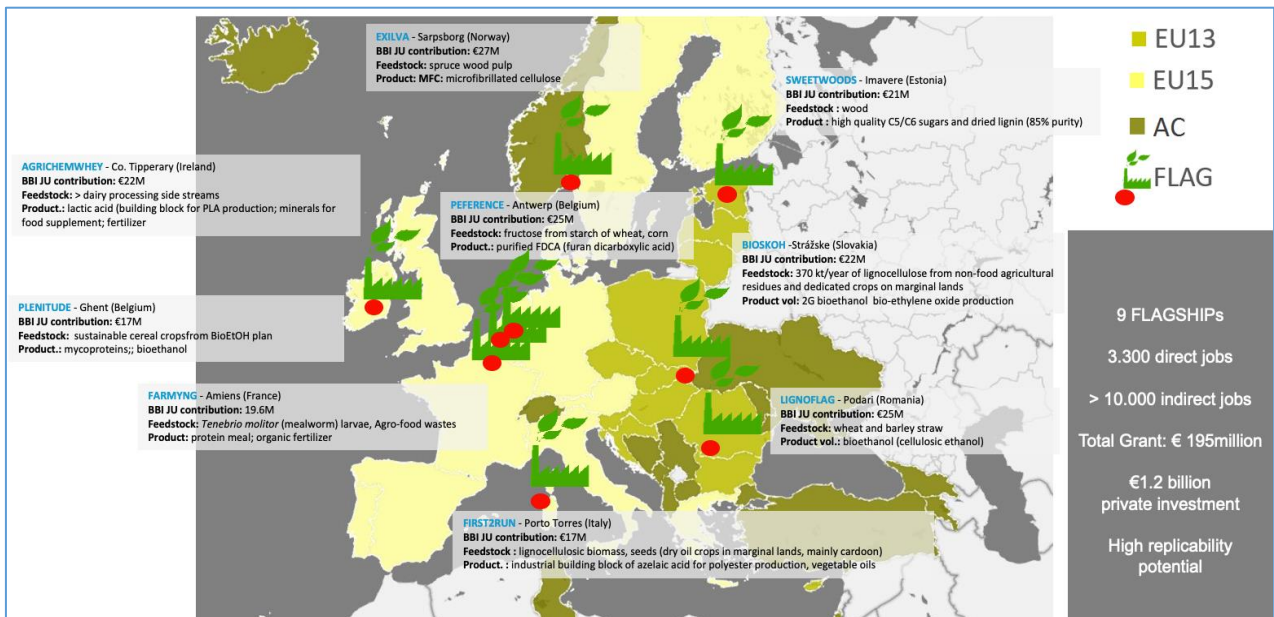 EXILVA - Sarpsborg (Norway)
BBI JU contribution: €27M
Feedstock: spruce wood pulp
Product: MFC: microfibrillated cellulose
SWEETWOODS - Imavere (Estonia)
BBI JU contribution: €21M
Feedstock : wood
Product : high quality C5/C6 sugars and dried lignin (85% purity)
AGRICHEMWHEY - Co. Tipperary (Ireland)
BBI JU contribution: €22M
Feedstock: > dairy processing side streams
Product.: lactic acid (building block for PLA production; minerals for
food supplement; fertilizer
PEFERENCE - Antwerp (Belgium)
BBI JU contribution: €25M
Feedstock: fructose from starch of wheat, corn
Product.: purified FDCA (furan dicarboxylic acid)
BIOSKOH -Strážske (Slovakia)
BBI JU contribution: €22M
Feedstock: 370 kt/year of lignocellulose from non-food agricultural
residues and dedicated crops on marginal lands
Product vol: 2G bioethanol bio-ethylene oxide production
PLENITUDE - Ghent (Belgium)
BBI JU contribution: €17M
Feedstock: sustainable cereal cropsfrom BioEtOH plan
Product.: mycoproteins;; bioethanol
FARMYNG - Amiens (France)
BBI JU contribution: 19.6M
Feedstock: Tenebrio molitor (mealworm) larvae, Agro-food wastes
Product: protein meal; organic fertilizer
LIGNOFLAG - Podari (Romania)
BBI JU contribution: €25M
Feedstock: wheat and barley straw
Product vol.: bioethanol (cellulosic ethanol)
FIRST2RUN - Porto Torres (Italy)
BBI JU contribution: €17M
Feedstock : lignocellulosic biomass, seeds (dry oil crops in marginal lands, mainly cardoon)
Product. : industrial building block of azelaic acid for polyester production, vegetable oils
EU13
EU15
AC
FLAG
9 FLAGSHIPs
3.300 direct jobs
> 10.000 indirect jobs
Total Grant: € 195million
€1.2 billion
private investment
High replicability
potential